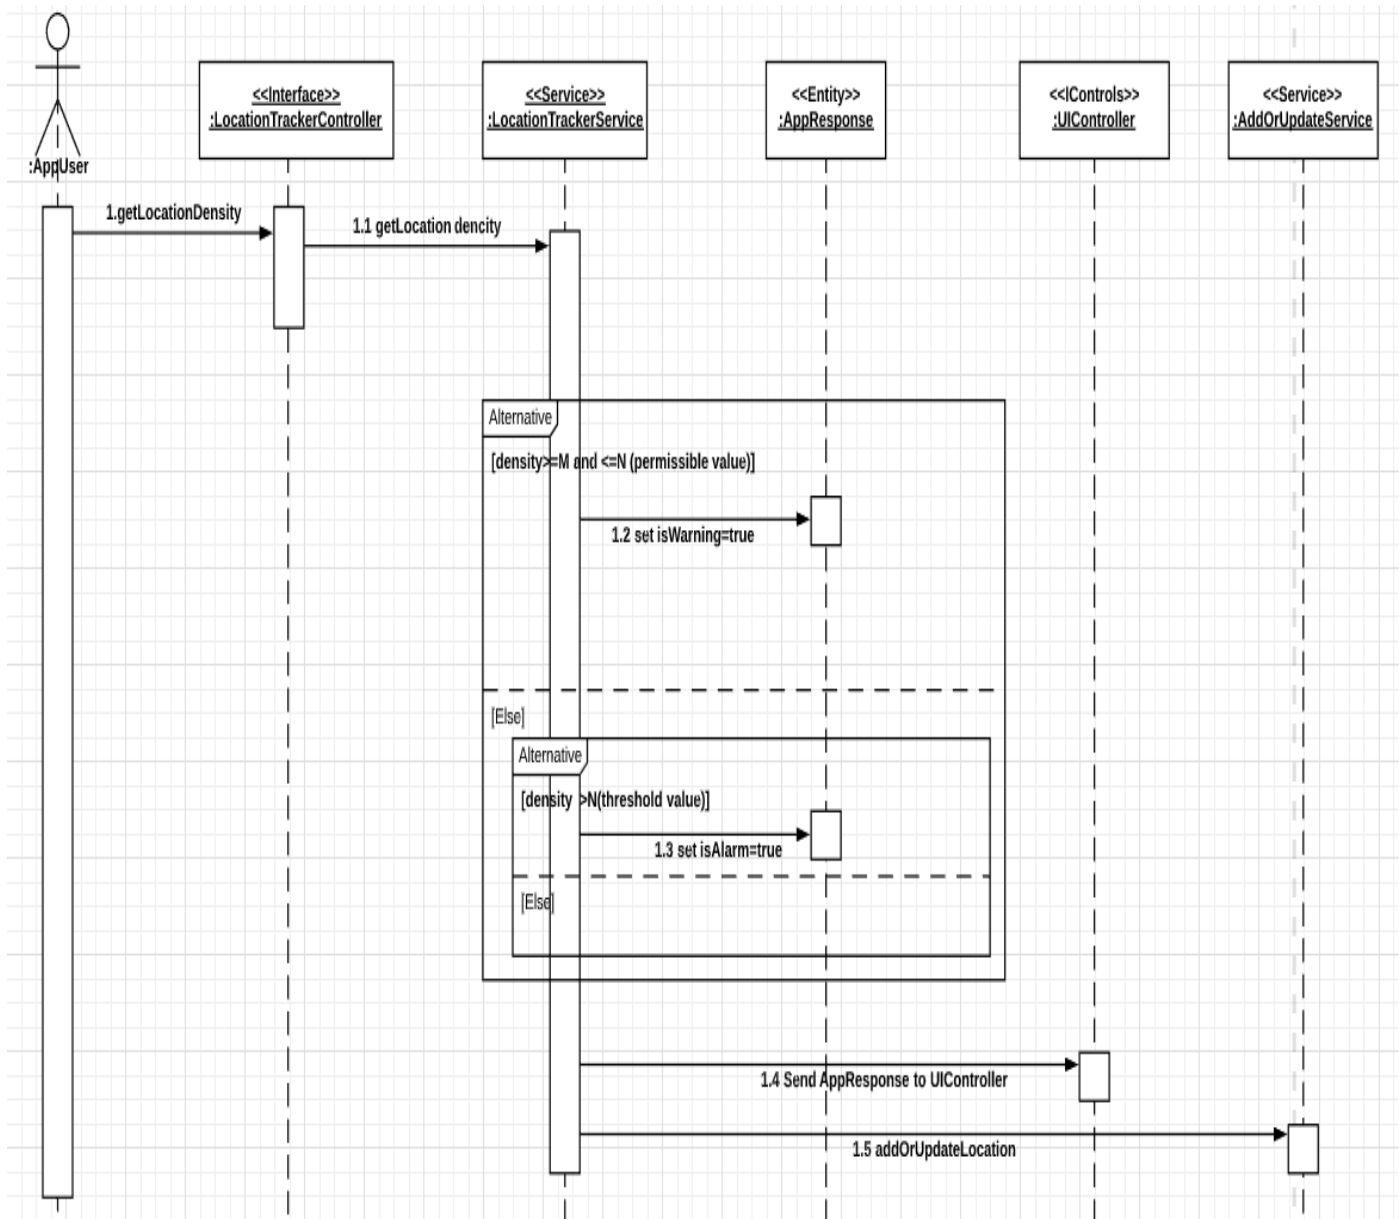 :AppUser
<<Interface>>
:LocationTrackerController
<<Service>>
:LocationTrackerService
<<Entity>>
:AppResponse
<<IControls>>
:UIController
<<Service>>
:AddOrUpdateService
1.getLocationDensity
1.1 getLocation dencity
Alternative
[density>=M and <=N (permissible value)]
1.2 set isWarning=true
[Else]
Alternative
[density >N(threshold value)]
1.3 set isAlarm=true
[Else]
1.4 Send AppResponse to UIController
1.5 addOrUpdateLocation